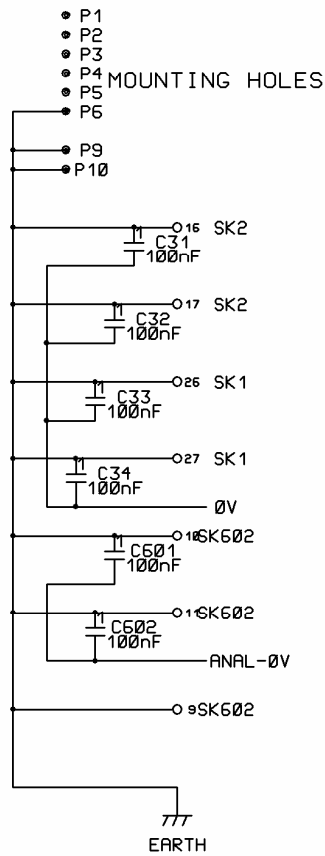 P1
P2
P3
P4 MOUNTING HOLES
P5
P6
P9
P10
16 SK2
C31
100nF
17 SK2
C32
100nF
26 SK1
C33
100nF
27 SK1
C34
100nF
0V
10 SK602
C601
100nF
11 SK602
C602
100nF
ANAL-0V
9 SK602
EARTH